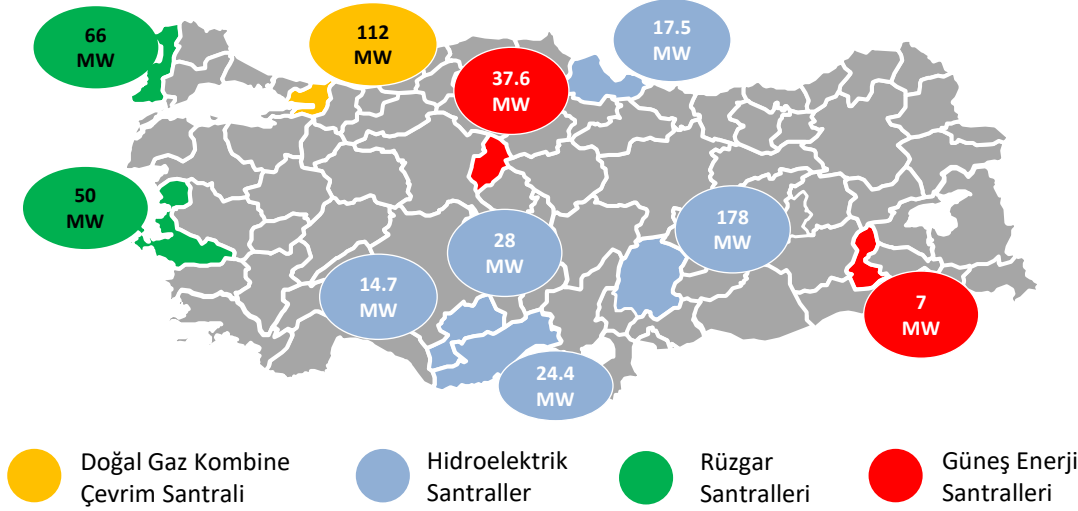 66
MW
112
MW
17.5
MW
37.6
MW
50
MW
178
MW
28
MW
14.7
MW
7
MW
24.4
MW
Doğal Gaz Kombine
Çevrim Santrali
Hidroelektrik
Santraller
Rüzgar
Santralleri
Güneş Enerji
Santralleri